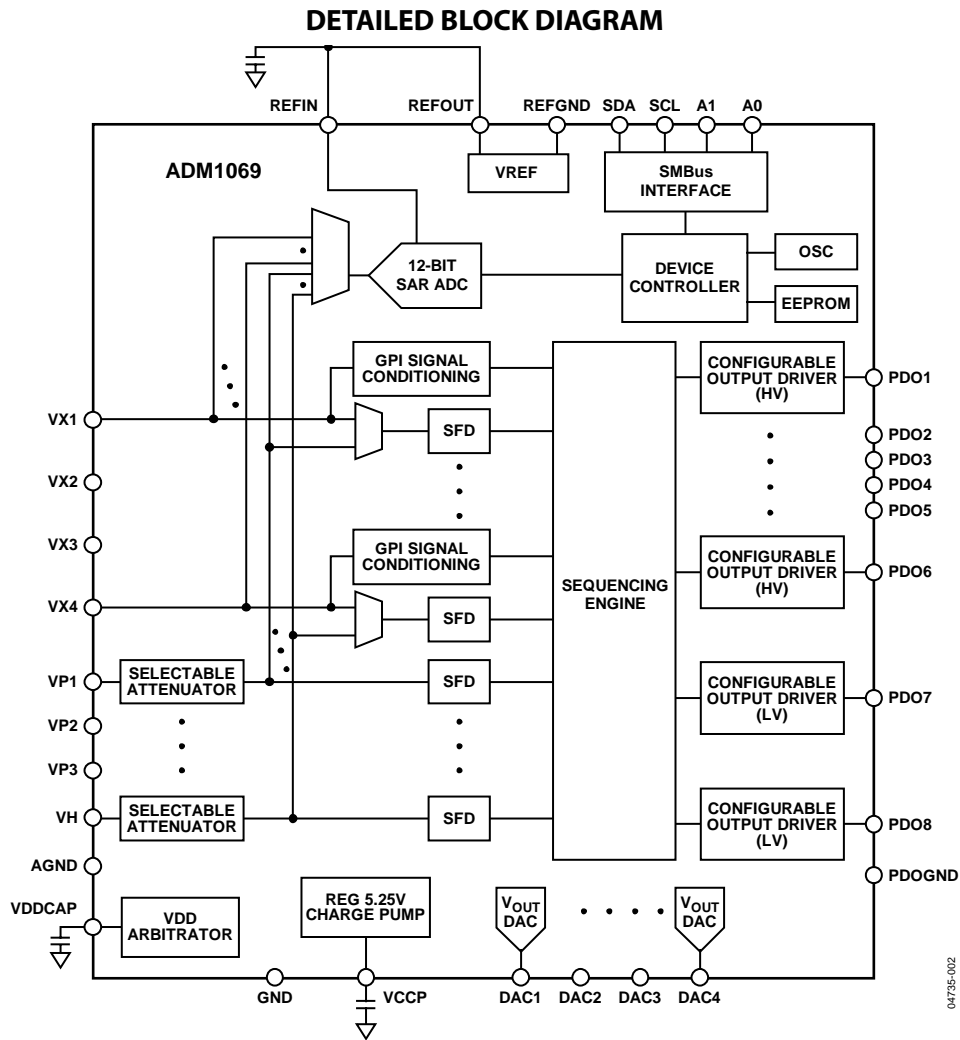 DETAILED BLOCK DIAGRAM
REFIN
REFOUT
REFGND
SDA
SCL
A1
A0
ADM1069
VREF
SMBus
INTERFACE
12-BIT
SAR ADC
DEVICE
CONTROLLER
OSC
EEPROM
GPI SIGNAL
CONDITIONING
CONFIGURABLE
OUTPUT DRIVER
(HV)
PDO1
VX1
SFD
PDO2
PDO3
PDO4
PDO5
VX2
VX3
GPI SIGNAL
CONDITIONING
SEQUENCING
ENGINE
CONFIGURABLE
OUTPUT DRIVER
(HV)
PDO6
VX4
SFD
VP1
SELECTABLE
ATTENUATOR
SFD
CONFIGURABLE
OUTPUT DRIVER
(LV)
PDO7
VP2
VP3
VH
SELECTABLE
ATTENUATOR
SFD
CONFIGURABLE
OUTPUT DRIVER
(LV)
PDO8
AGND
PDOGND
VDDCAP
VDD
ARBITRATOR
REG 5.25V
CHARGE PUMP
VOUT
DAC
VOUT
DAC
GND
VCCP
DAC1
DAC2
DAC3
DAC4
04735-002